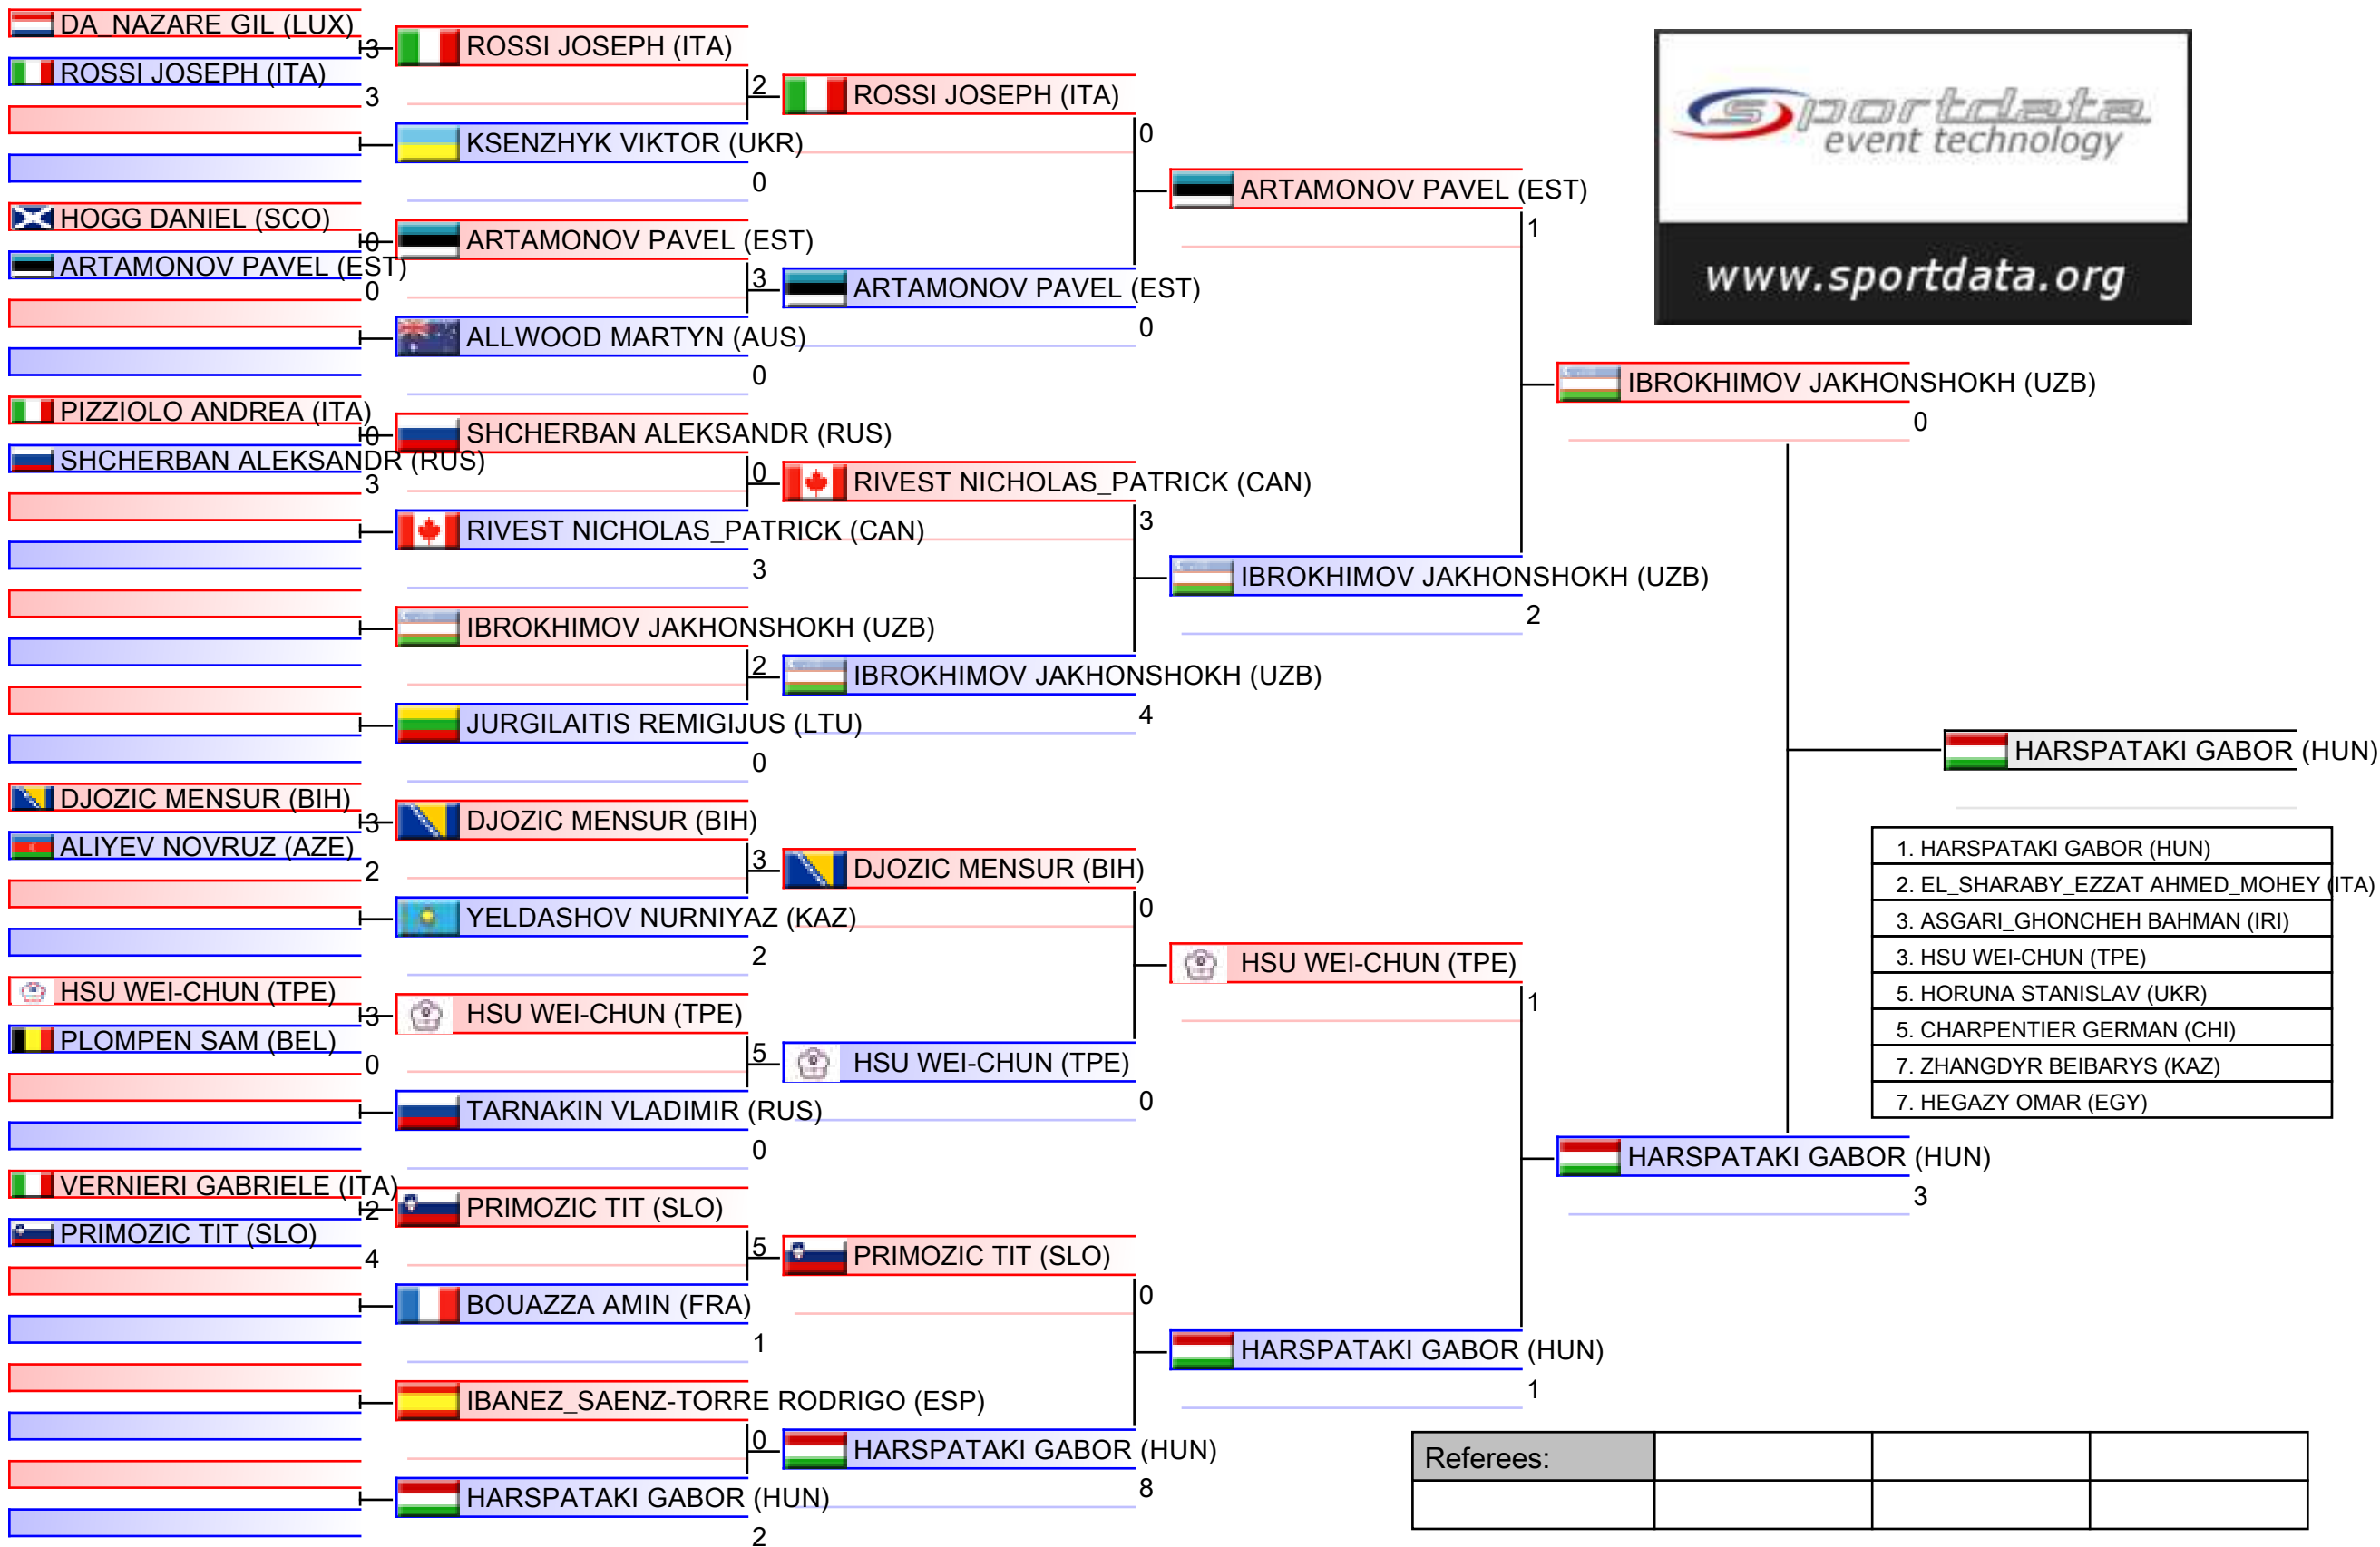 DA_NAZARE GIL (LUX)
3
ROSSI JOSEPH (ITA)
3
HOGG DANIEL (SCO)
0
ARTAMONOV PAVEL (EST)
0
PIZZIOLO ANDREA (ITA)
0
SHCHERBAN ALEKSANDR (RUS)
3
DJOZIC MENSUR (BIH)
3
ALIYEV NOVRUZ (AZE)
2
HSU WEI-CHUN (TPE)
3
PLOMPEN SAM (BEL)
0
VERNIERI GABRIELE (ITA)
2
PRIMOZIC TIT (SLO)
4
ROSSI JOSEPH (ITA)
2
KSENZHYK VIKTOR (UKR)
0
ARTAMONOV PAVEL (EST)
3
ALLWOOD MARTYN (AUS)
0
SHCHERBAN ALEKSANDR (RUS)
0
RIVEST NICHOLAS_PATRICK (CAN)
3
IBROKHIMOV JAKHONSHOKH (UZB)
2
JURGILAITIS REMIGIJUS (LTU)
0
DJOZIC MENSUR (BIH)
3
YELDASHOV NURNIYAZ (KAZ)
2
HSU WEI-CHUN (TPE)
5
TARNAKIN VLADIMIR (RUS)
0
PRIMOZIC TIT (SLO)
5
BOUAZZA AMIN (FRA)
1
IBANEZ_SAENZ-TORRE RODRIGO (ESP)
0
HARSPATAKI GABOR (HUN)
2
ROSSI JOSEPH (ITA)
0
ARTAMONOV PAVEL (EST)
0
RIVEST NICHOLAS_PATRICK (CAN)
3
IBROKHIMOV JAKHONSHOKH (UZB)
4
DJOZIC MENSUR (BIH)
0
HSU WEI-CHUN (TPE)
0
PRIMOZIC TIT (SLO)
0
HARSPATAKI GABOR (HUN)
8
ARTAMONOV PAVEL (EST)
1
IBROKHIMOV JAKHONSHOKH (UZB)
2
HSU WEI-CHUN (TPE)
1
HARSPATAKI GABOR (HUN)
1
IBROKHIMOV JAKHONSHOKH (UZB)
0
HARSPATAKI GABOR (HUN)
3
HARSPATAKI GABOR (HUN)
sportdata
event technology
www.sportdata.org
1. HARSPATAKI GABOR (HUN)
2. EL_SHARABY_EZZAT AHMED_MOHEY (ITA)
3. ASGARI_GHONCHEH BAHMAN (IRI)
3. HSU WEI-CHUN (TPE)
5. HORUNA STANISLAV (UKR)
5. CHARPENTIER GERMAN (CHI)
7. ZHANGDYR BEIBARYS (KAZ)
7. HEGAZY OMAR (EGY)
Referees: